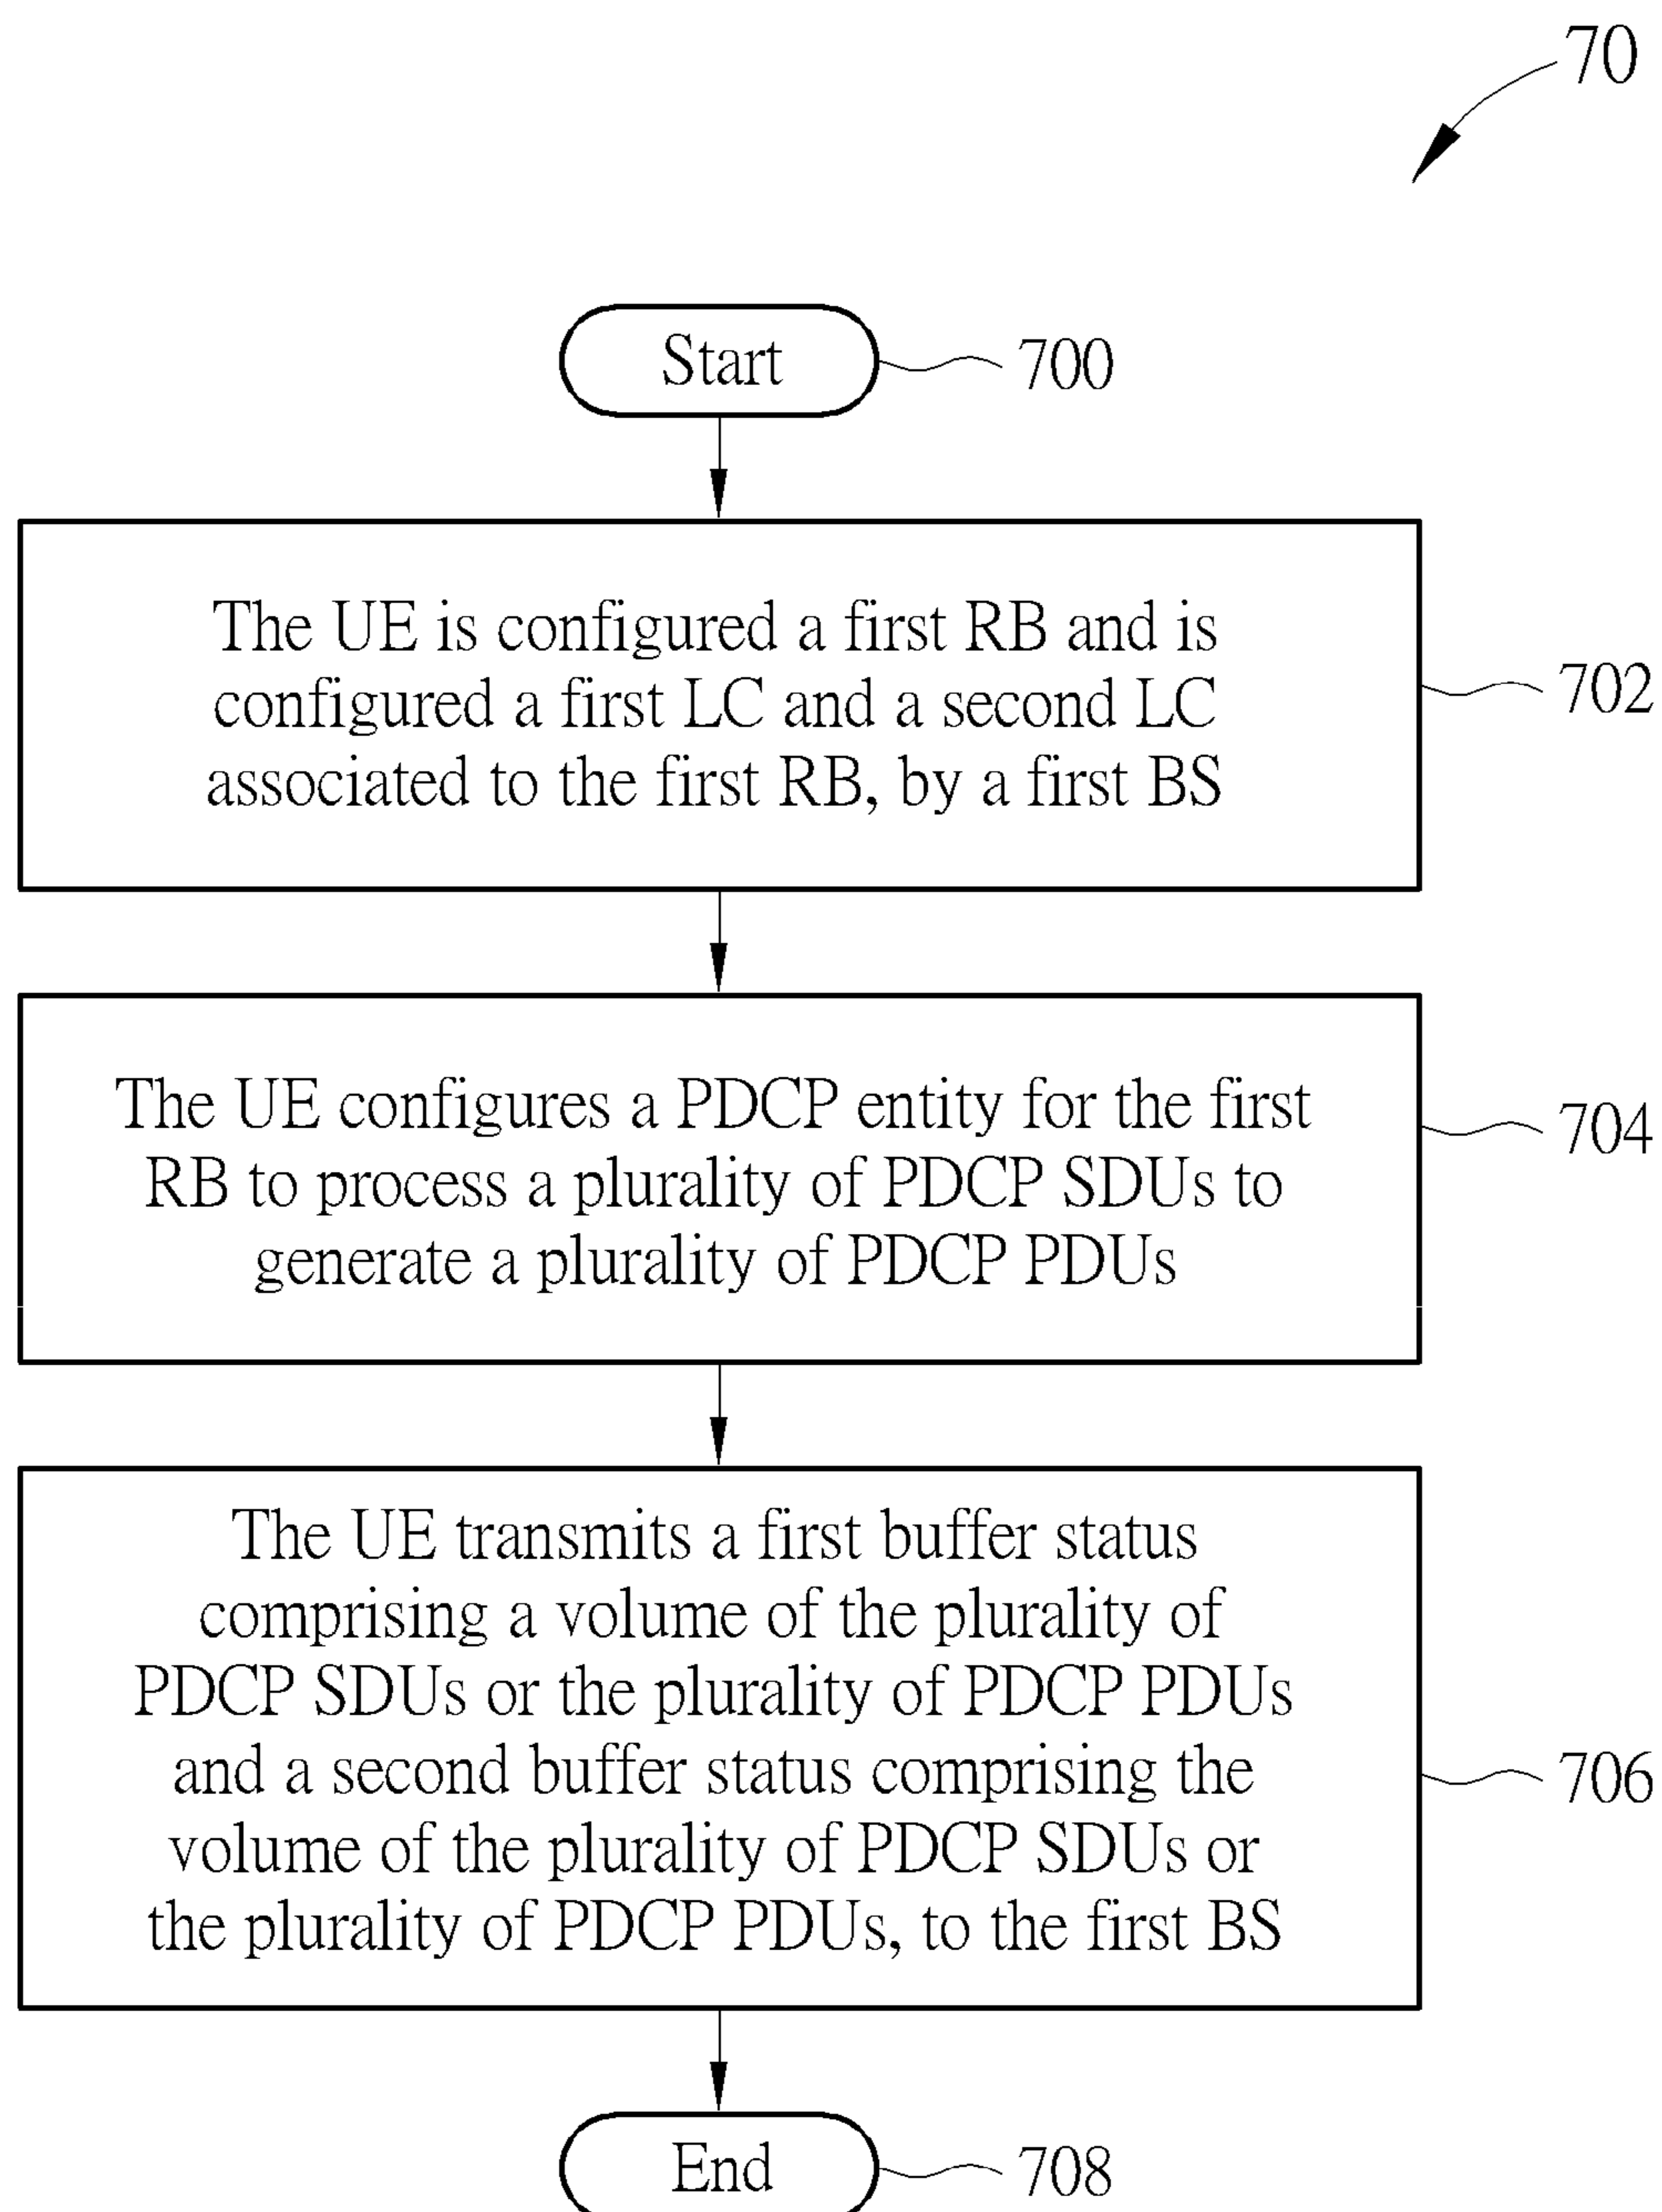 70
Start
700
The UE is configured a first RB and is
configured a first LC and a second LC
associated to the first RB, by a first BS
702
The UE configures a PDCP entity for the first
RB to process a plurality of PDCP SDUs to
generate a plurality of PDCP PDUs
704
The UE transmits a first buffer status
comprising a volume of the plurality of
PDCP SDUs or the plurality of PDCP PDUs
and a second buffer status comprising the
volume of the plurality of PDCP SDUs or
the plurality of PDCP PDUs, to the first BS
706
End
708